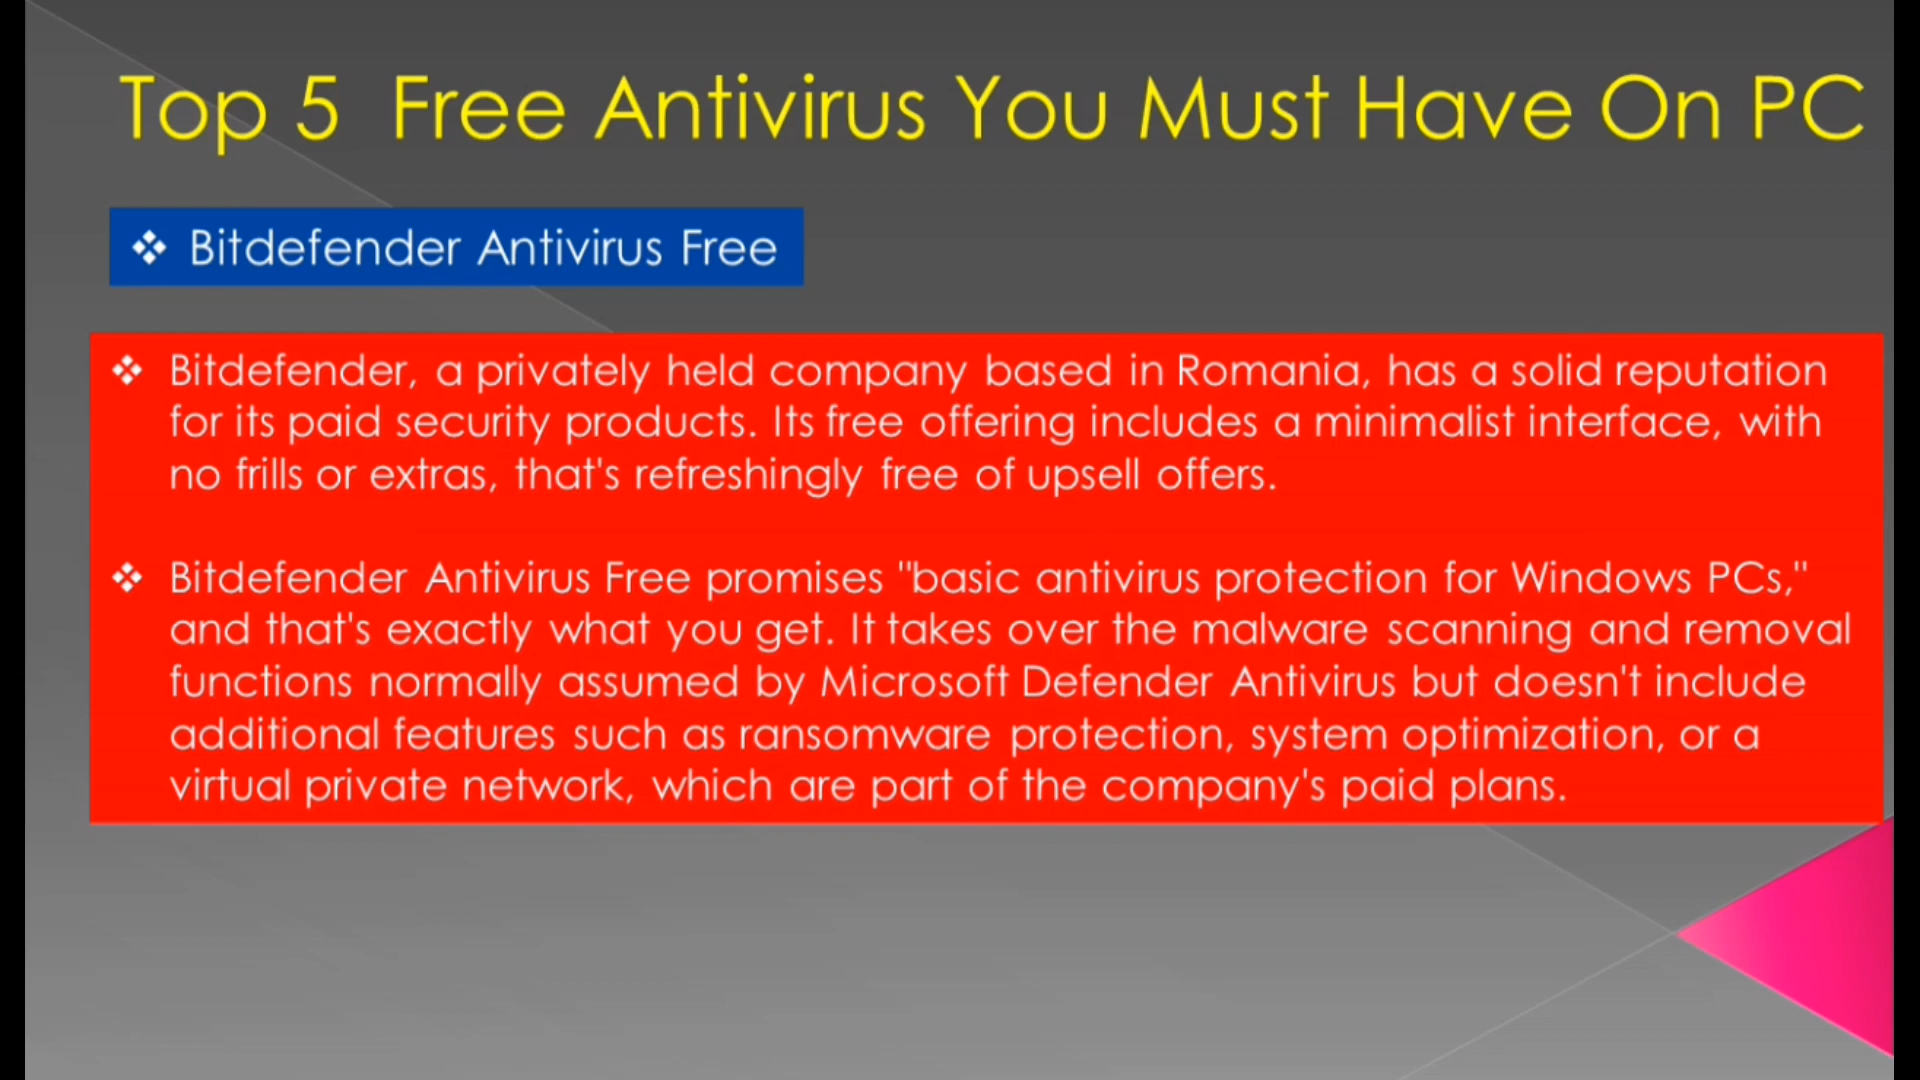 Top 5 Free Antivirus You Must Have On PC
❖ Bitdefender Antivirus Free
❖ Bitdefender, a privately held company based in Romania, has a solid reputation
for its paid security products. Its free offering includes a minimalist interface, with
no frills or extras, that's refreshingly free of upsell offers.
❖ Bitdefender Antivirus Free promises "basic antivirus protection for Windows PCs,"
and that's exactly what you get. It takes over the malware scanning and removal
functions normally assumed by Microsoft Defender Antivirus but doesn't include
additional features such as ransomware protection, system optimization, or a
virtual private network, which are part of the company's paid plans.